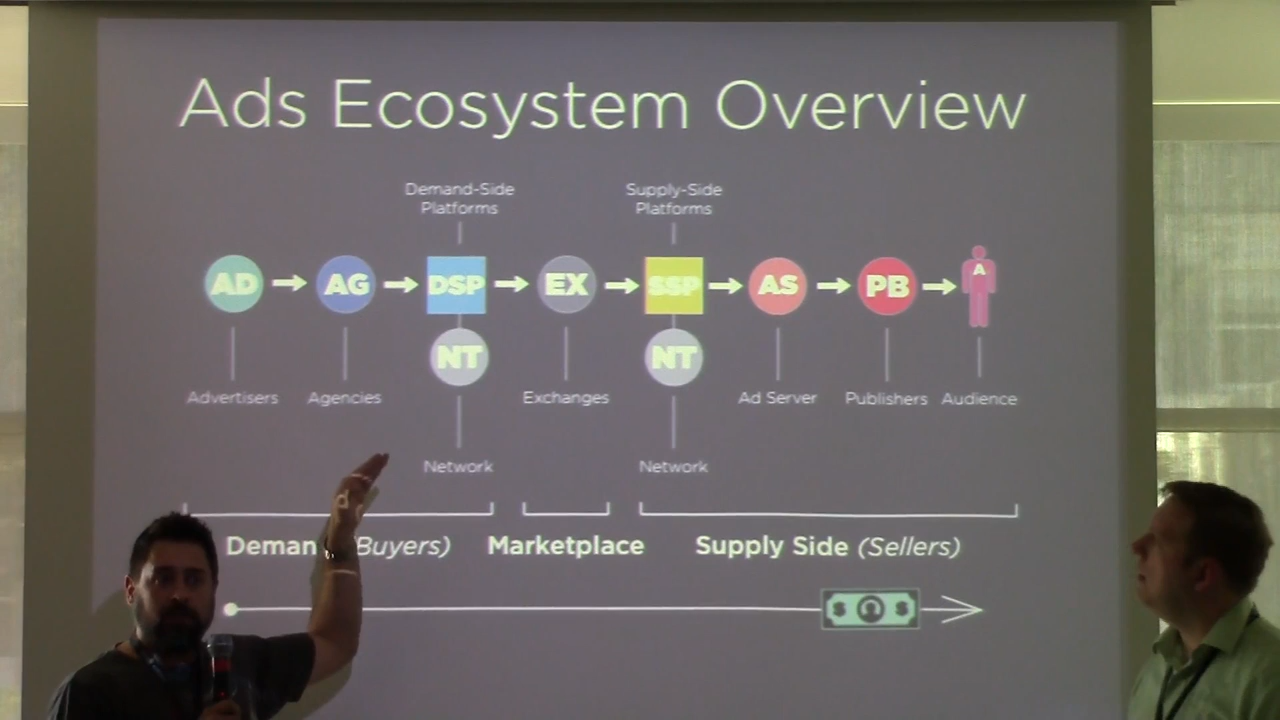 Ads Ecosystem Overview
Demand-Side
Platforms
Supply-Side
Platforms
AD
AG
DSP
EX
SSP
AS
PB
A
NT
NT
Advertisers
Agencies
Exchanges
Ad Server
Publishers
Audience
Network
Network
Deman (Buyers)
Marketplace
Supply Side (Sellers)
$ $